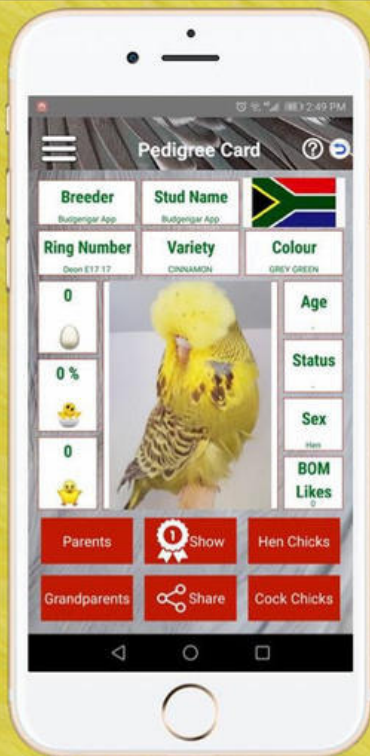 2:49 PM
Pedigree Card
?
Breeder
Budgerigar App
Stud Name
Budgerigar App
Ring Number
Deon E17 17
Variety
CINNAMON
Colour
GREY GREEN
0
Age
-
0 %
Status
-
Sex
Hen
0
BOM
Likes
0
Parents
1
Show
Hen Chicks
Grandparents
Share
Cock Chicks